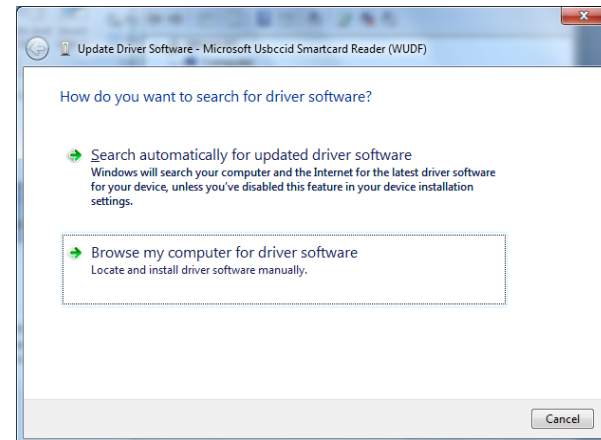 Update Driver Software - Microsoft Usbccid Smartcard Reader (WUDF)
How do you want to search for driver software?
Search automatically for updated driver software
Windows will search your computer and the Internet for the latest driver software
for your device, unless you've disabled this feature in your device installation
settings.
Browse my computer for driver software
Locate and install driver software manually.
Cancel